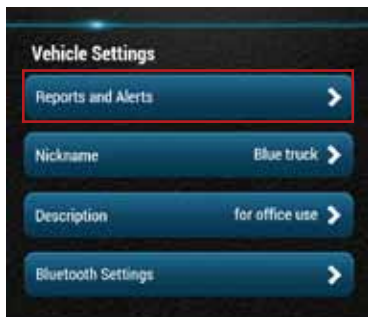 Vehicle Settings
Reports and Alerts
Nickname Blue truck
Description for office use
Bluetooth Settings